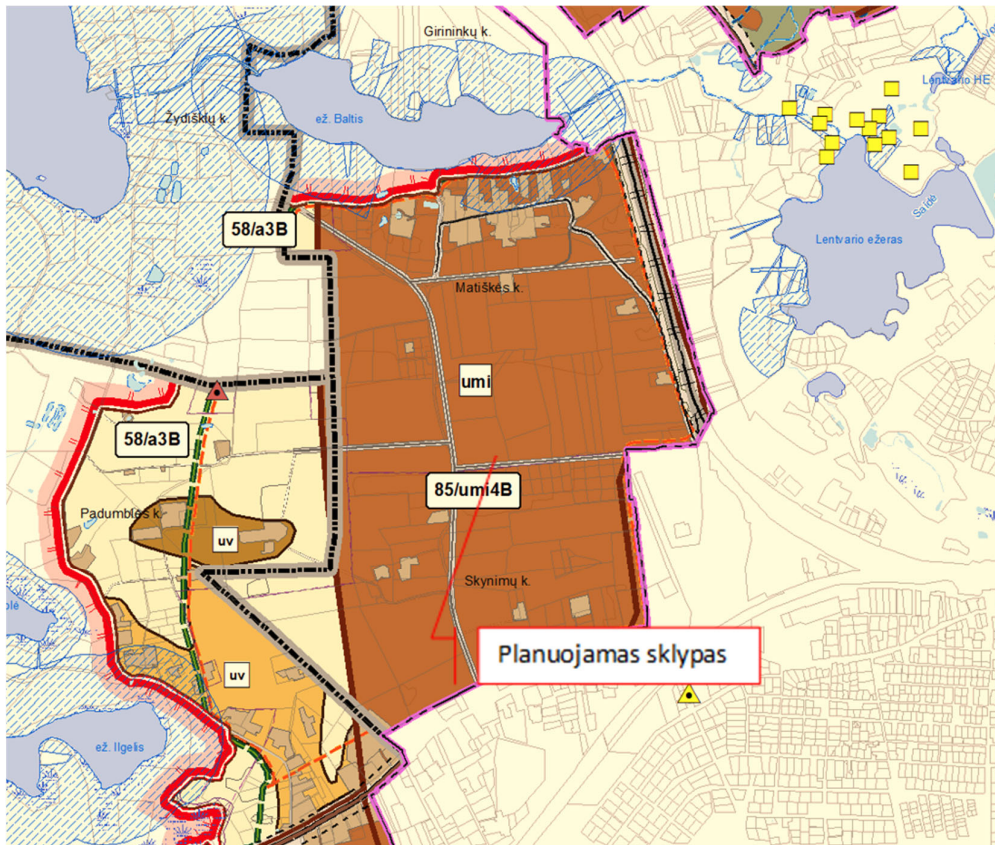 Girininkų k.
Lentvario HE
ež. Baltis
Žydiškių k.
Saidė
58/a3B
Lentvario ežeras
Matiškės k.
umi
58/a3B
85/umi4B
Padumblės k.
uv
Skynimų k.
Planuojamas sklypas
uv
ež. Ilgelis